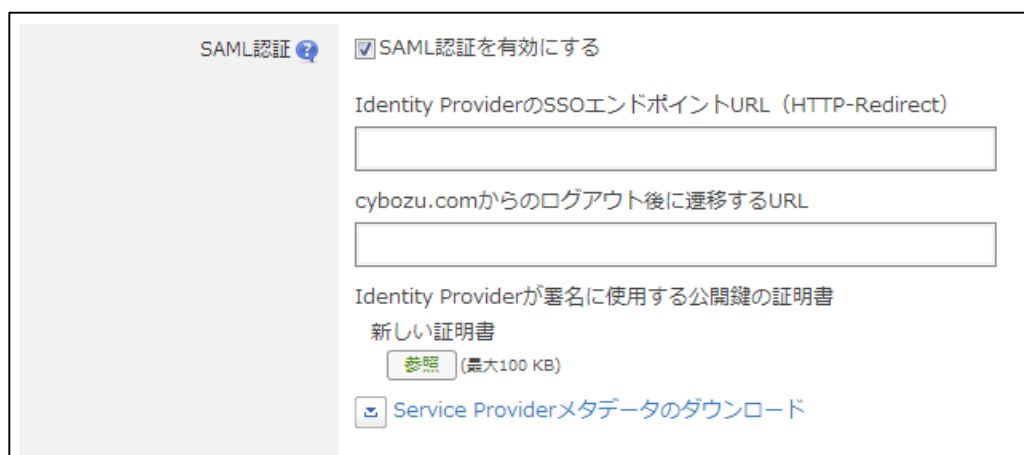 SAML認証 ? SAML認証を有効にする
Identity ProviderのSSOエンドポイントURL（HTTP-Redirect）
cybozu.comからのログアウト後に遷移するURL
Identity Providerが署名に使用する公開鍵の証明書
新しい証明書
参照 (最大100 KB)
Service Providerメタデータのダウンロード